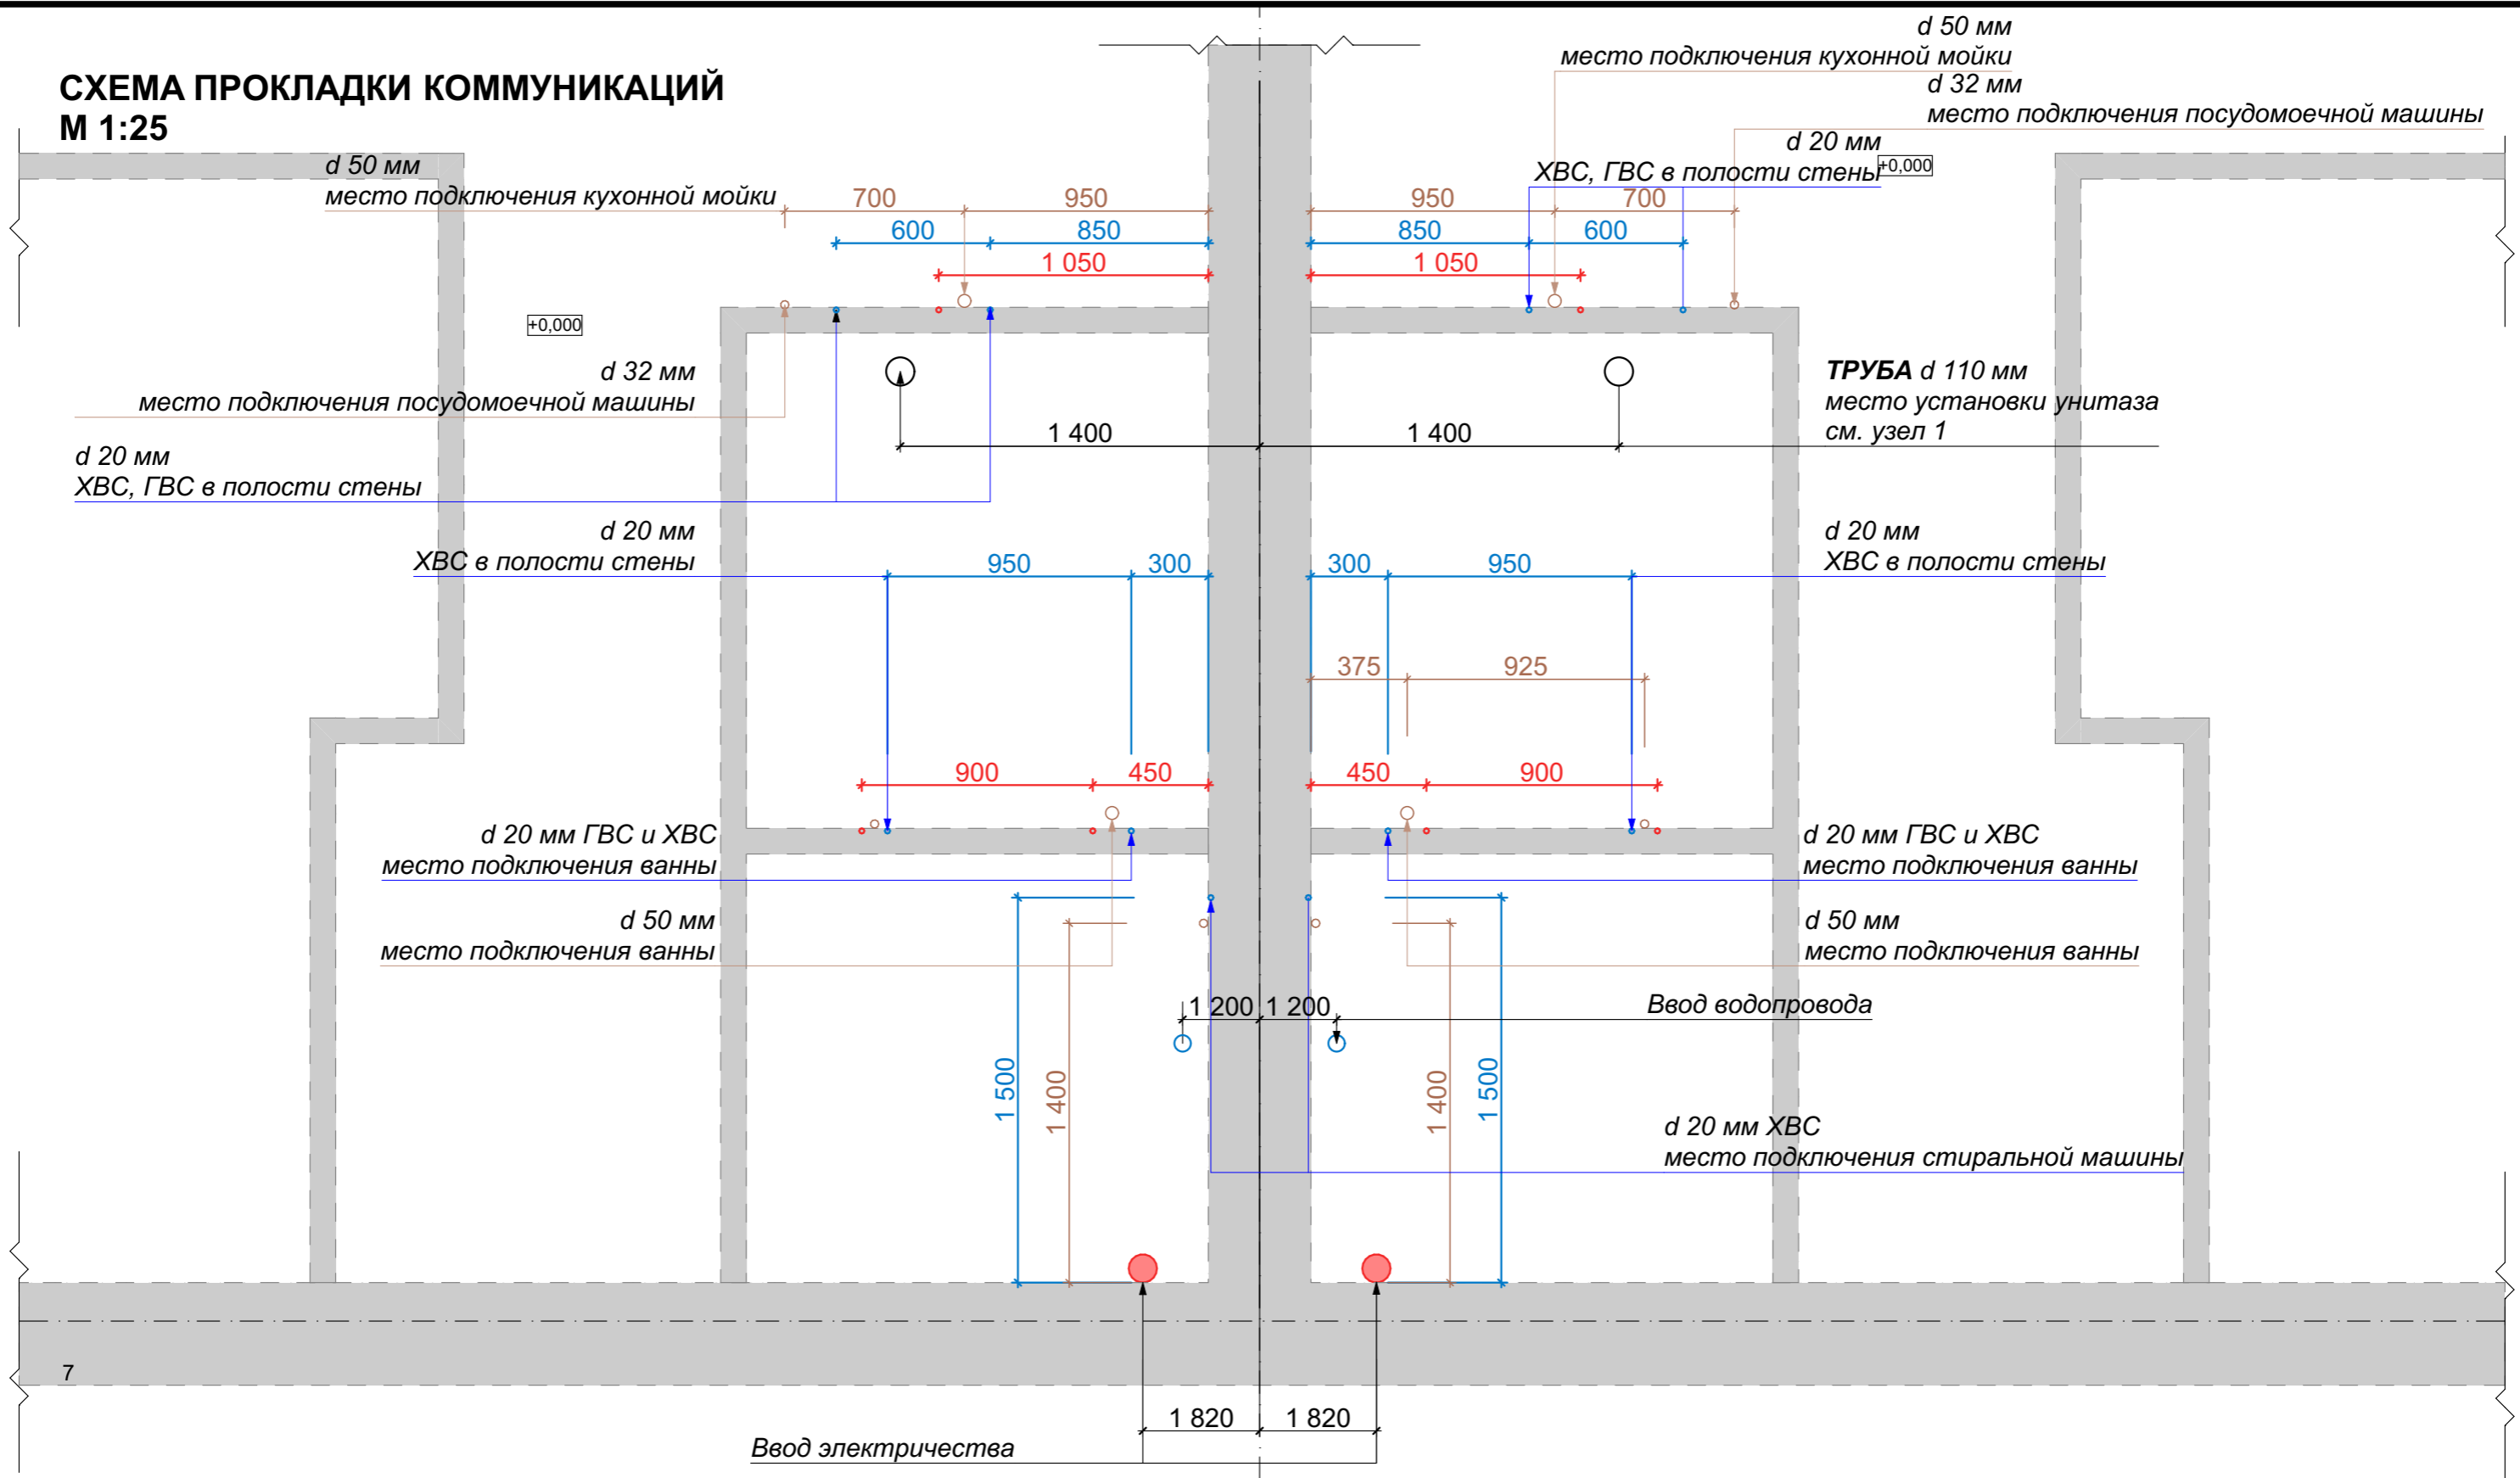 d 50 мм
место подключения кухонной мойки
СХЕМА ПРОКЛАДКИ КОММУНИКАЦИЙ
М 1:25
d 32 мм
место подключения посудомоечной машины
d 20 мм
ХВС, ГВС в полости стены
+0,000
d 50 мм
место подключения кухонной мойки
700
950
950
700
600
850
850
600
1 050
1 050
+0,000
d 32 мм
место подключения посудомоечной машины
ТРУБА d 110 мм
место установки унитаза
см. узел 1
1 400
1 400
d 20 мм
ХВС, ГВС в полости стены
d 20 мм
ХВС в полости стены
d 20 мм
ХВС в полости стены
950
300
300
950
375
925
900
450
450
900
d 20 мм ГВС и ХВС
место подключения ванны
d 20 мм ГВС и ХВС
место подключения ванны
d 50 мм
место подключения ванны
d 50 мм
место подключения ванны
1 200
1 200
Ввод водопровода
1 500
1 400
1 400
1 500
d 20 мм ХВС
место подключения стиральной машины
7
1 820
1 820
Ввод электричества